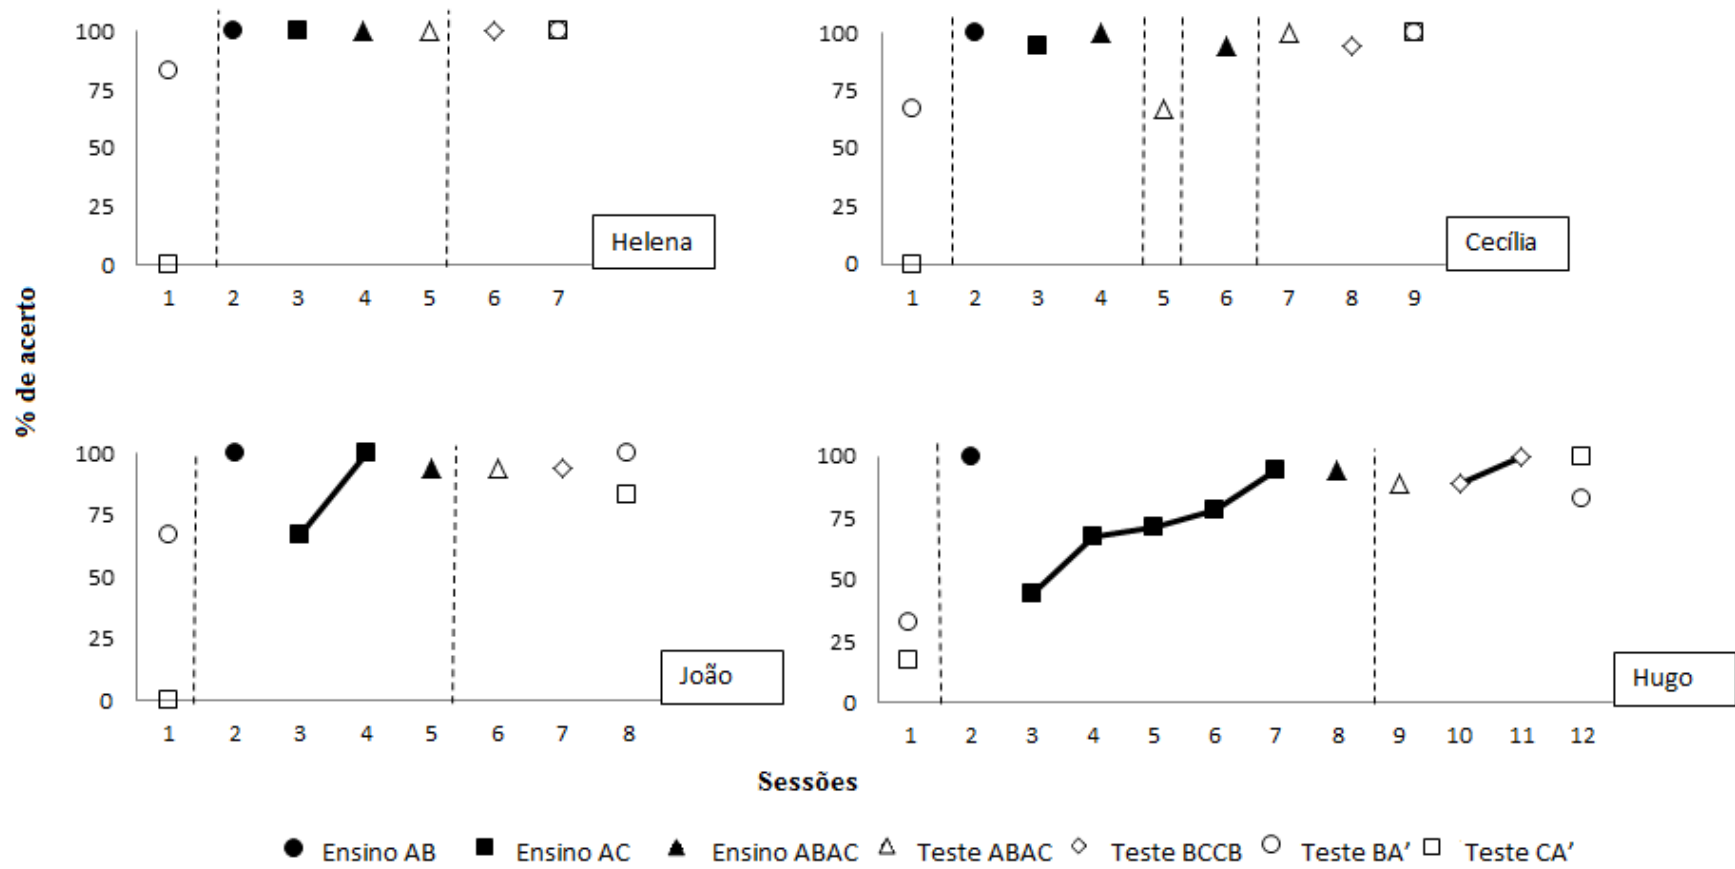 100
75
50
25
0
1 2 3 4 5 6 7
Helena
100
75
50
25
0
1 2 3 4 5 6 7 8 9
Cecília
% de acerto
100
75
50
25
0
1 2 3 4 5 6 7 8
João
100
75
50
25
0
1 2 3 4 5 6 7 8 9 10 11 12
Hugo
Sessões
Ensino AB Ensino AC Ensino ABAC Teste ABAC Teste BCCB Teste BA’ Teste CA’